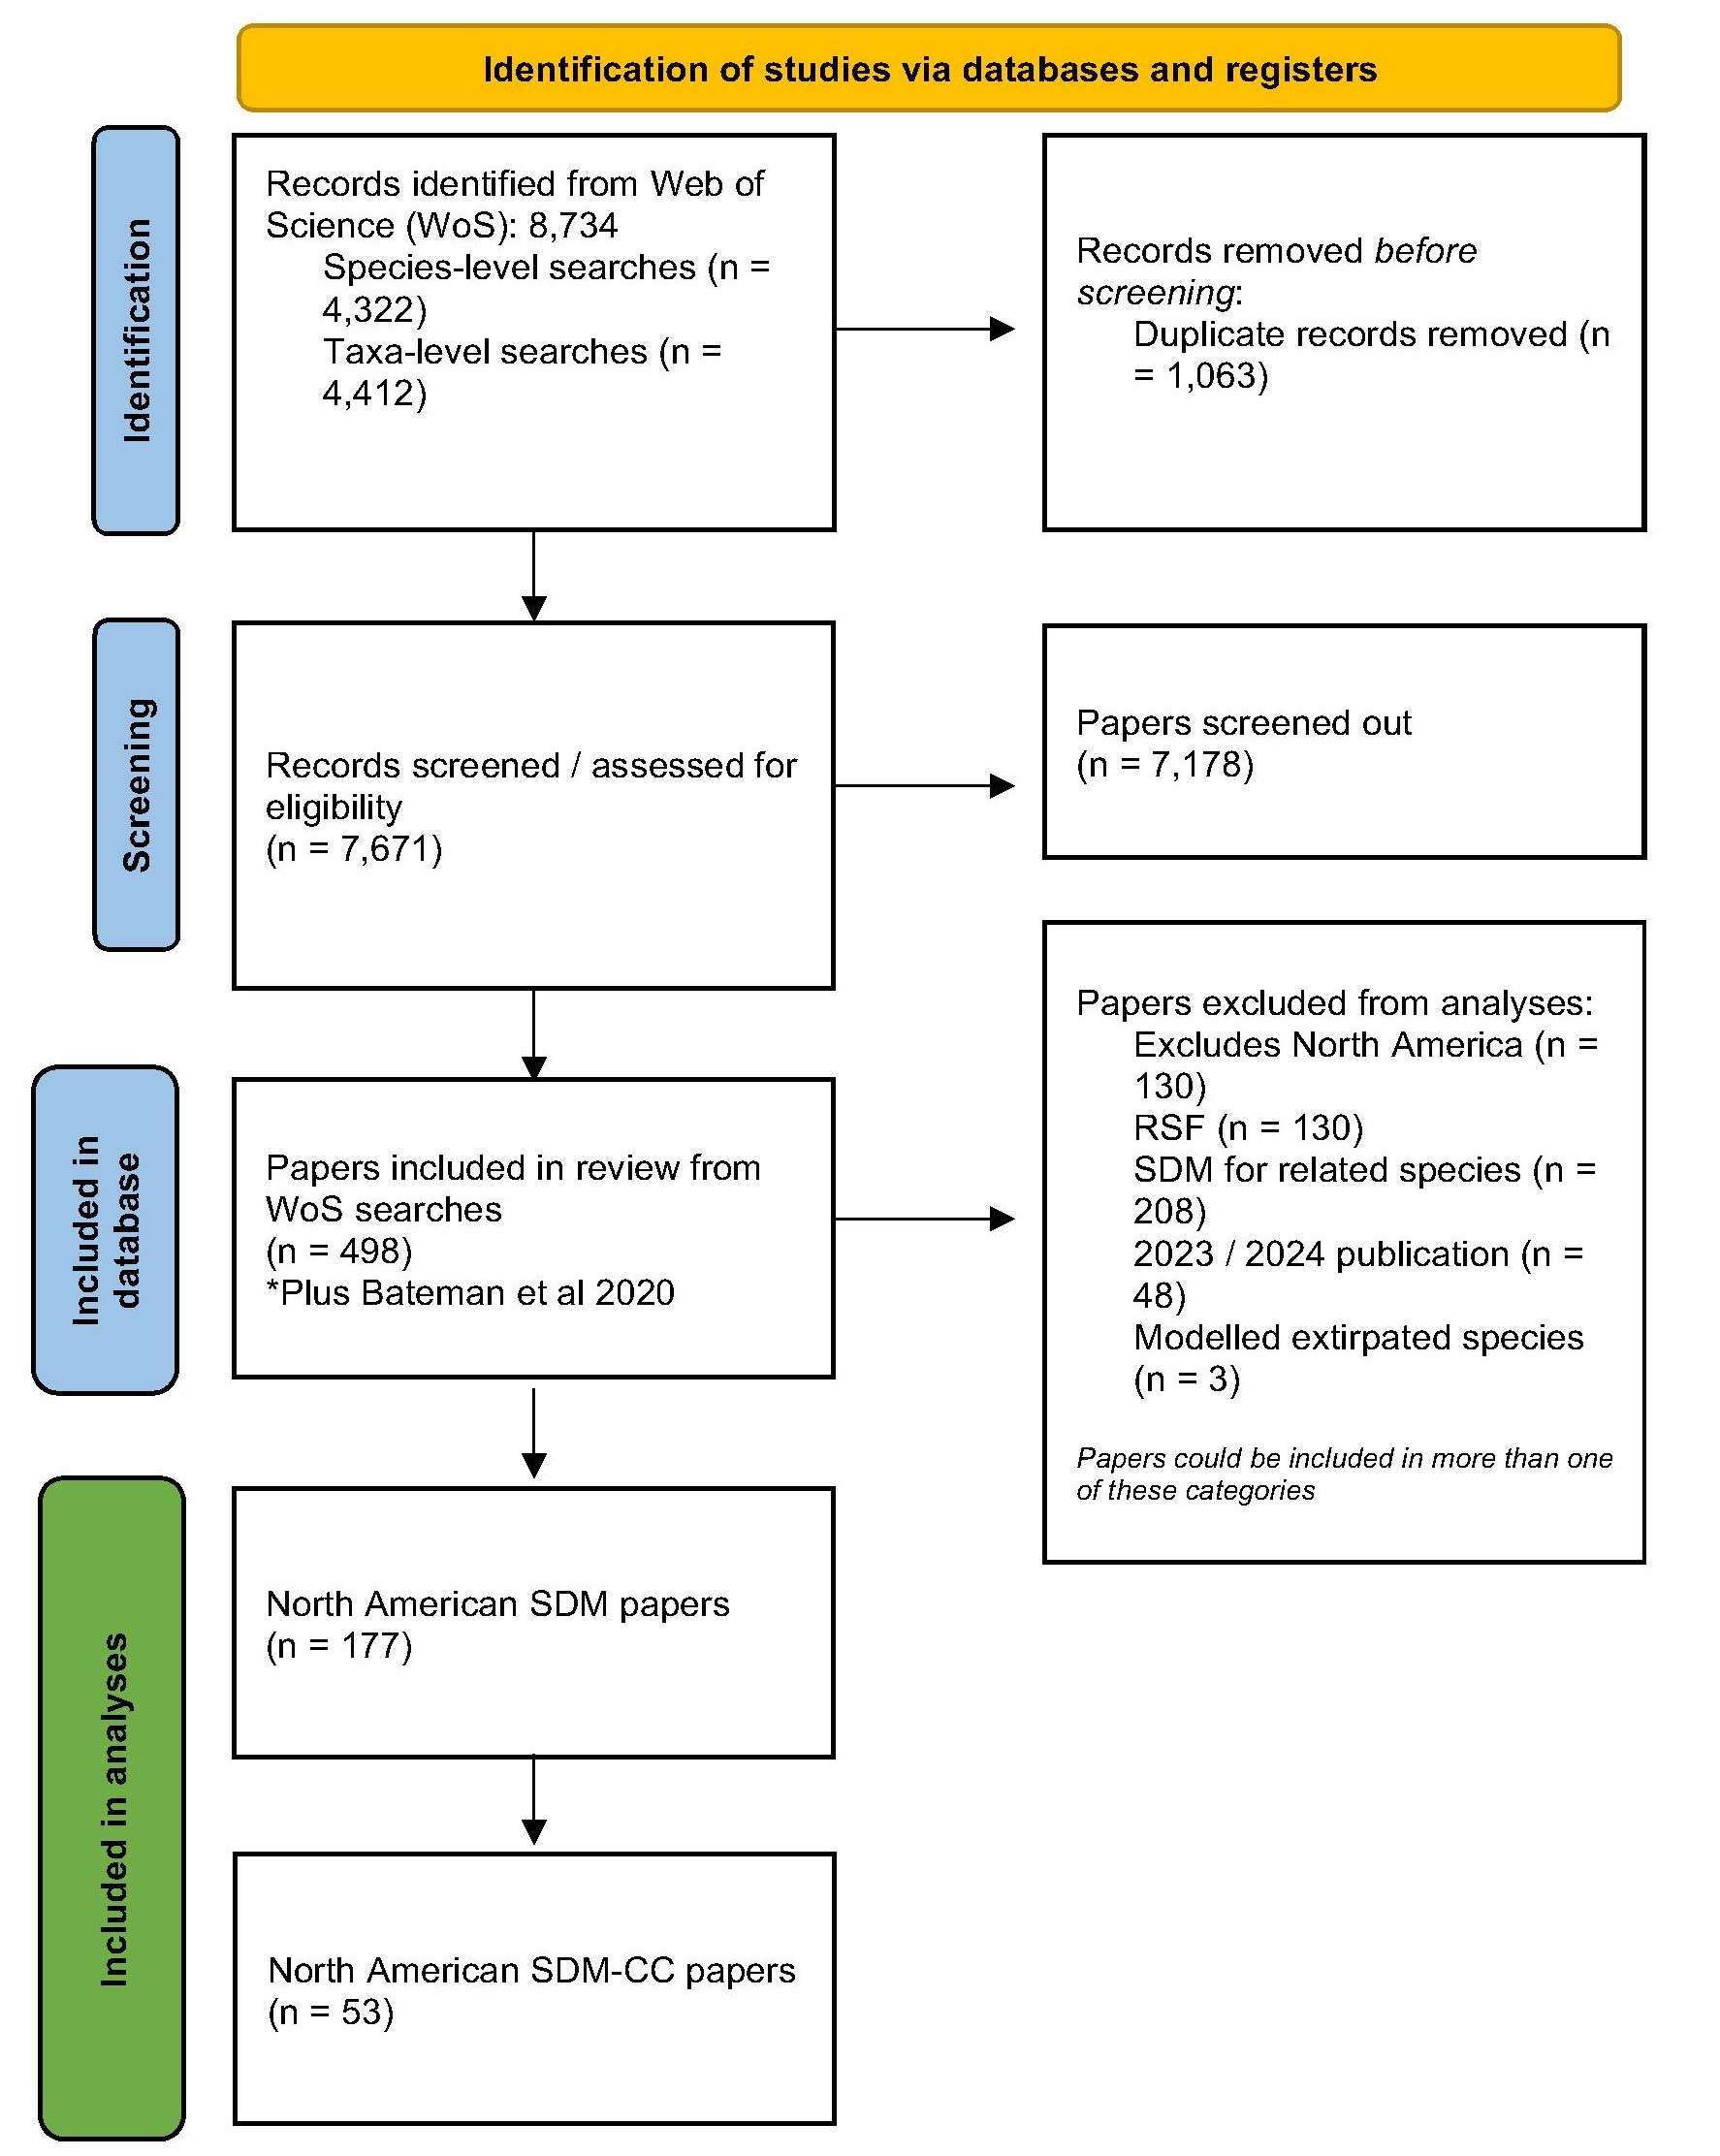 Identification of studies via databases and registers
Identification
Records identified from Web of
Science (WoS): 8,734
Species-level searches (n =
4,322)
Taxa-level searches (n =
4,412)
Records removed before
screening:
Duplicate records removed (n
= 1,063)
Screening
Records screened / assessed for
eligibility
(n = 7,671)
Papers screened out
(n = 7,178)
Included in
database
Papers included in review from
WoS searches
(n = 498)
*Plus Bateman et al 2020
Papers excluded from analyses:
Excludes North America (n =
130)
RSF (n = 130)
SDM for related species (n =
208)
2023 / 2024 publication (n =
48)
Modelled extirpated species
(n = 3)
Papers could be included in more than one
of these categories
Included in analyses
North American SDM papers
(n = 177)
North American SDM-CC papers
(n = 53)